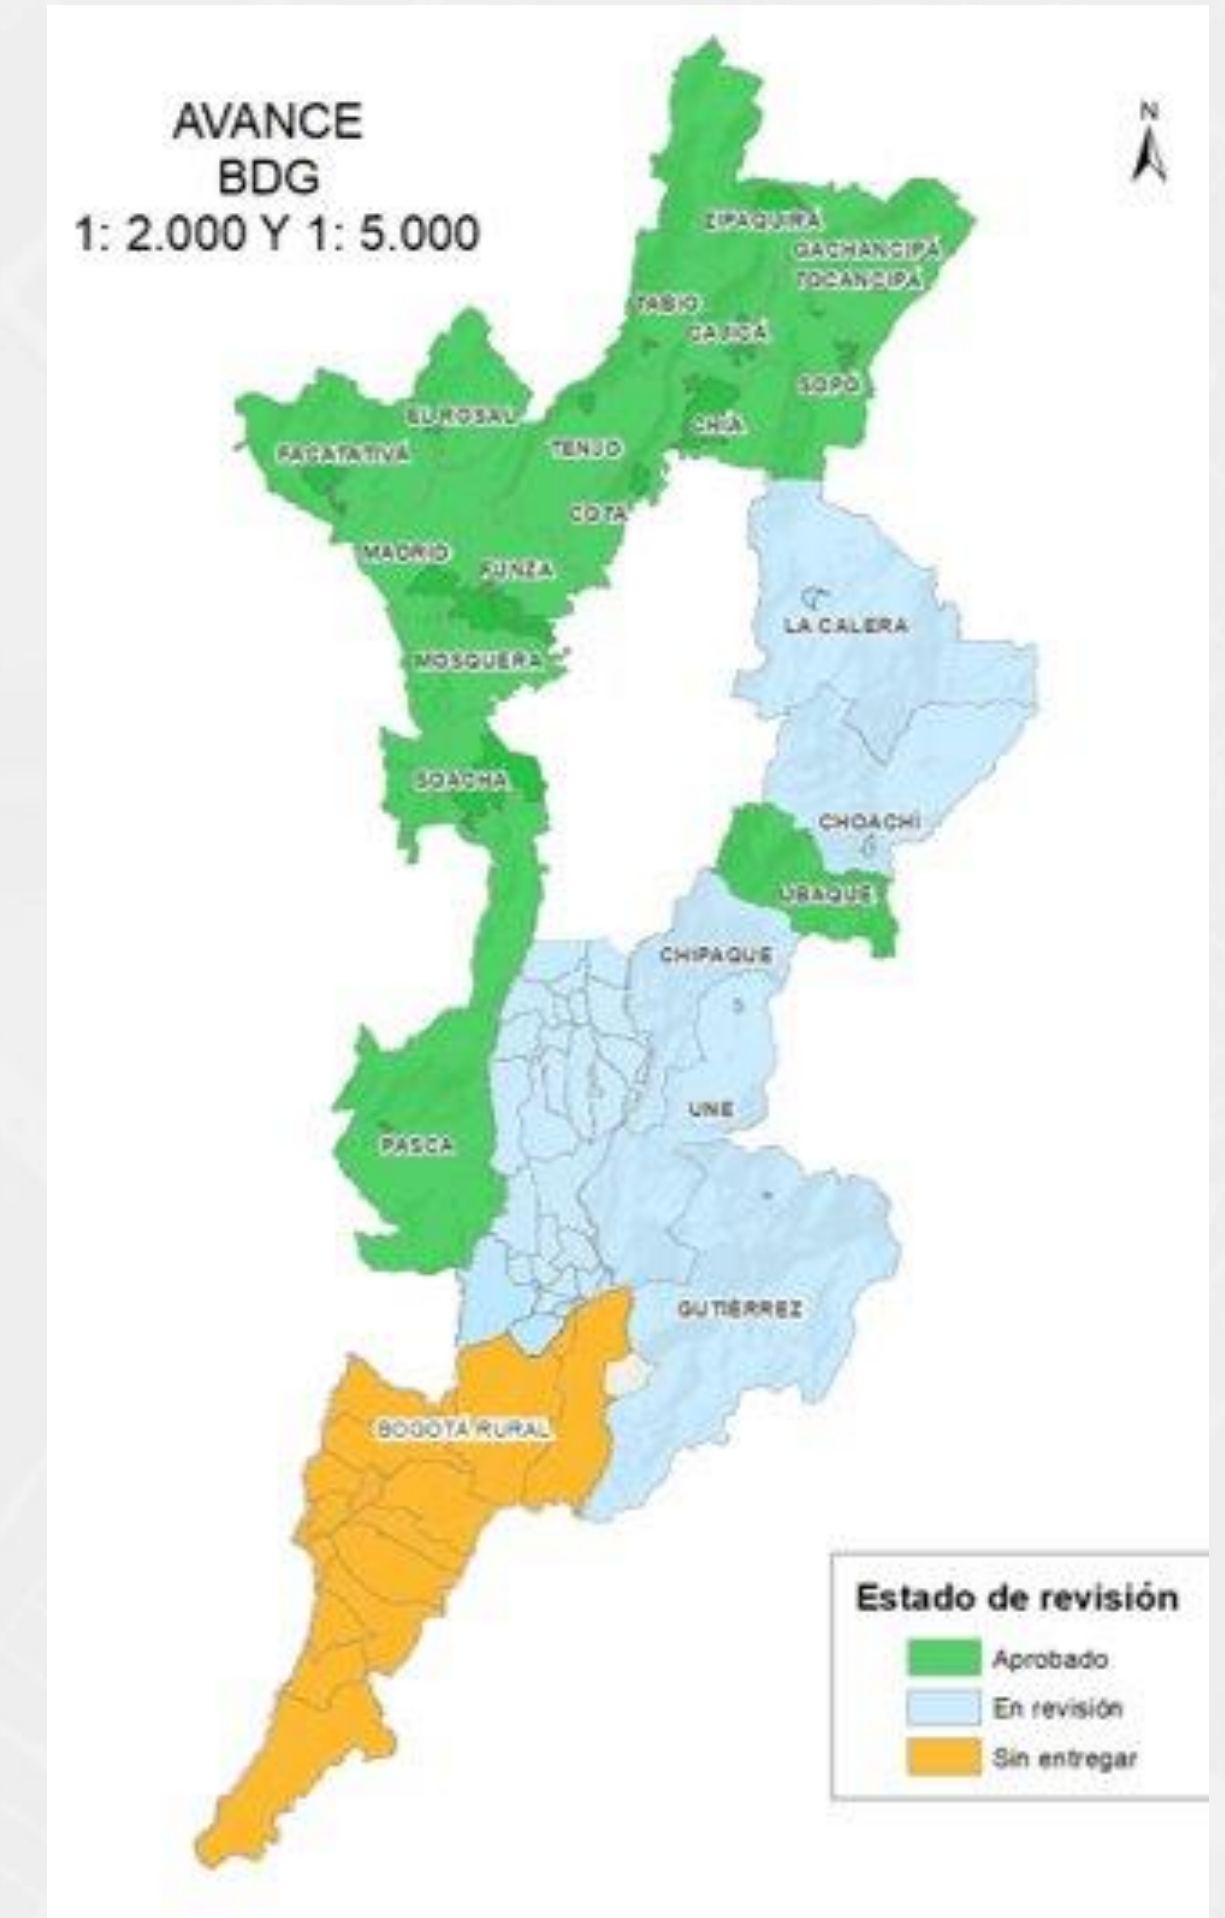 AVANCE
BDG
1: 2.000 Y 1: 5.000
N
ZIPAQUIRÁ
GACHANCIPÁ
TOCANCIPÁ
TABIO
CAJICÁ
SOPÓ
EL ROSAL
CHÍA
FACATATIVÁ
TENJO
COTA
MADRID
FUNZA
LA CALERA
MOSQUERA
SOACHA
CHOACHÍ
UBAQUE
CHIPAQUE
UNE
PASCA
GUTIÉRREZ
BOGOTÁ RURAL
Estado de revisión
Aprobado
En revisión
Sin entregar